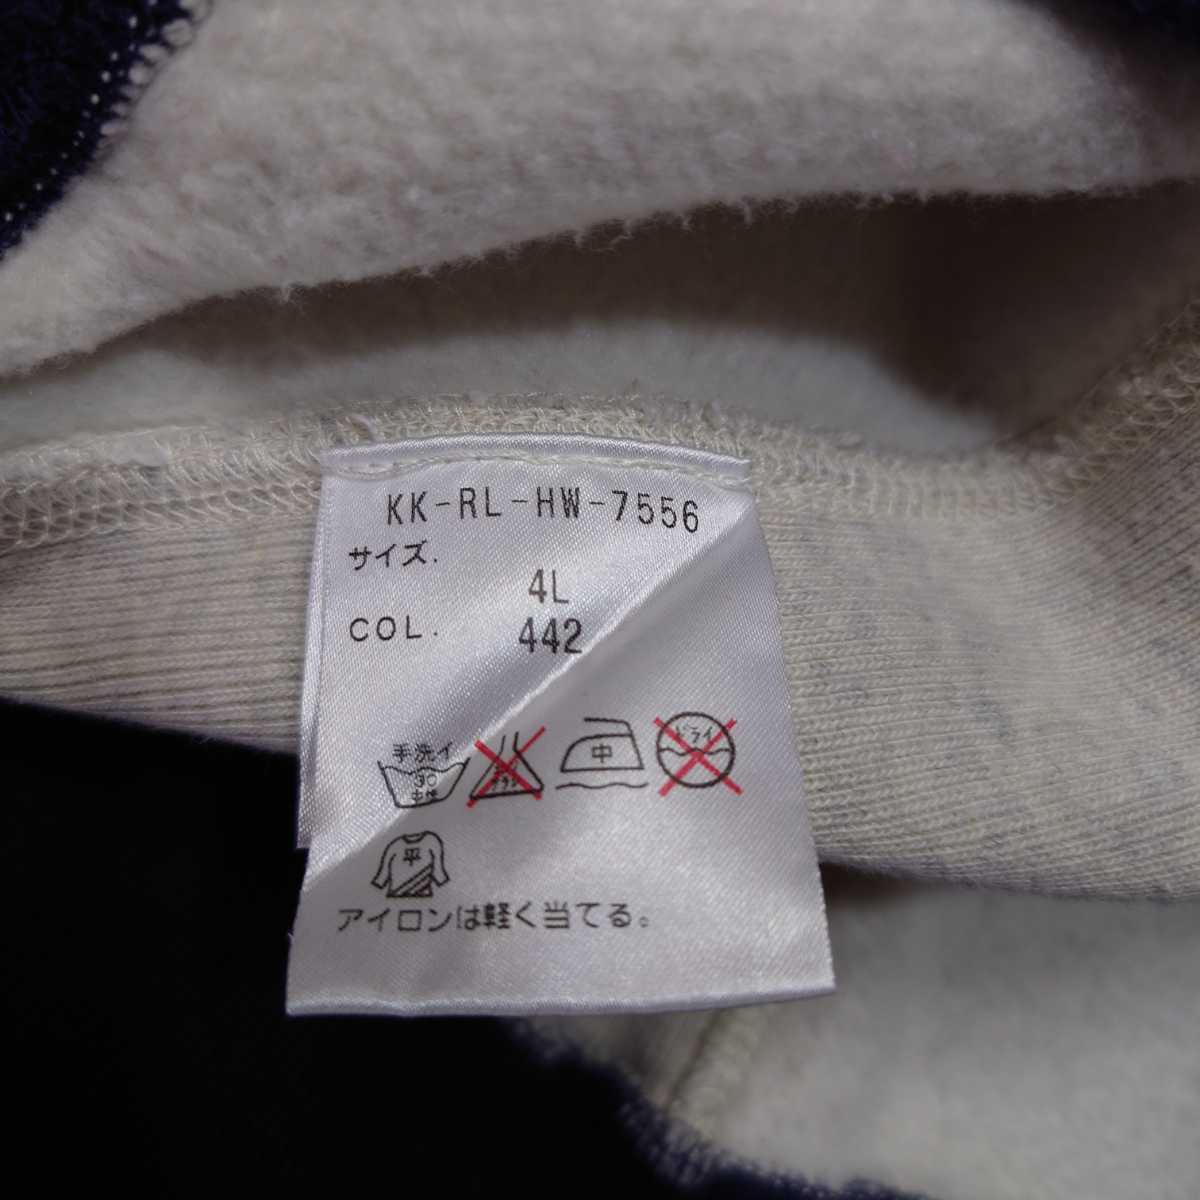 KK-RL-HW-7556
サイズ.
4L
COL. 442
手洗イ
30
中
ドライ
平
アイロンは軽く当てる。